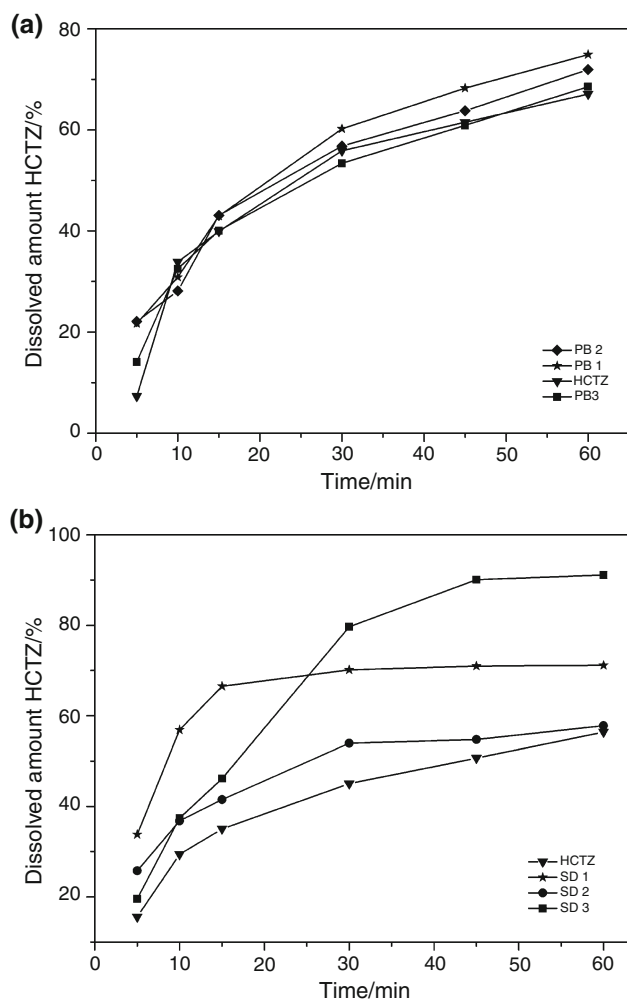 (a)
80
60
40
20
0
Dissolved amount HCTZ/%
PB 2
PB 1
HCTZ
PB3
0 10 20 30 40 50 60
Time/min
(b)
100
80
60
40
20
Dissolved amount HCTZ/%
HCTZ
SD 1
SD 2
SD 3
0 10 20 30 40 50 60
Time/min